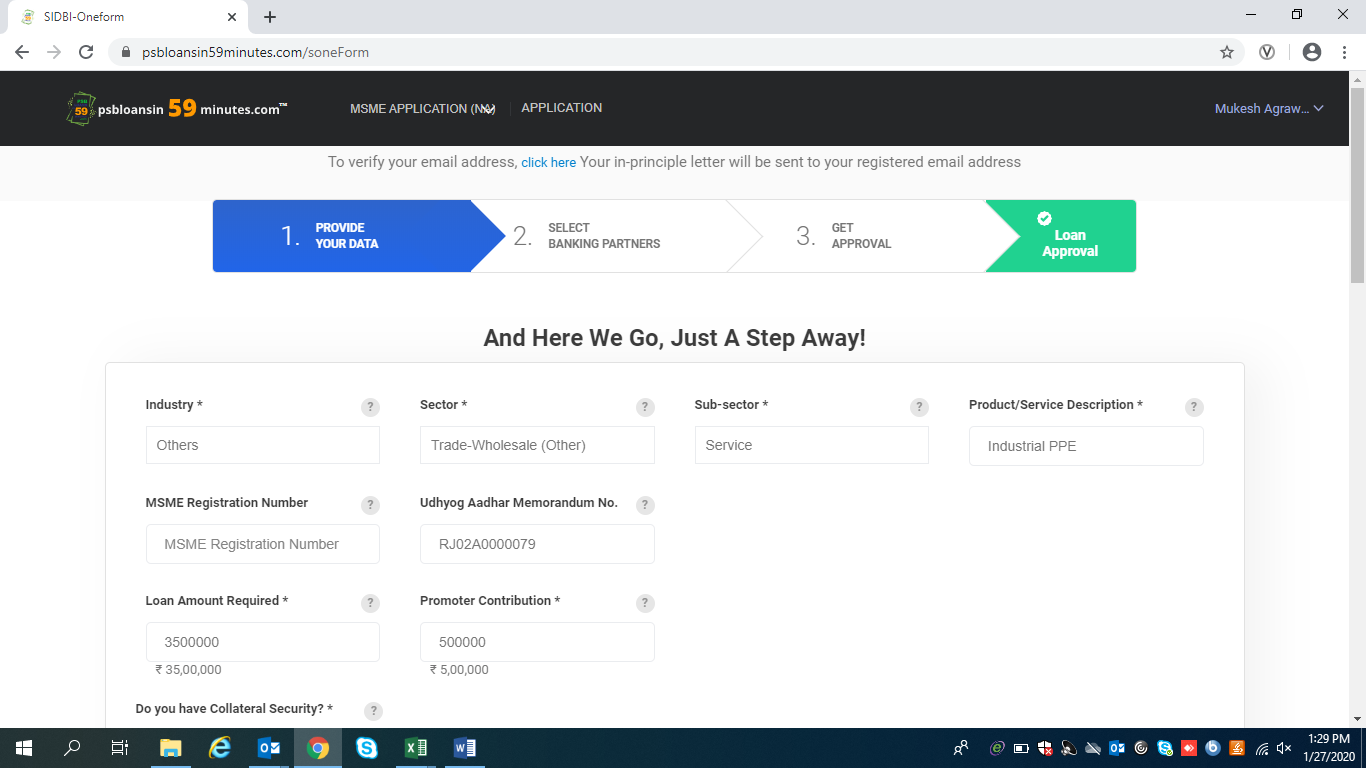 SIDBI-Oneform
psbloansin59minutes.com/soneForm
PSB 59 psbloansin 59 minutes.com™
MSME APPLICATION (NW)
APPLICATION
Mukesh Agraw...
To verify your email address, click here Your in-principle letter will be sent to your registered email address
1. PROVIDE YOUR DATA
2. SELECT BANKING PARTNERS
3. GET APPROVAL
Loan Approval
And Here We Go, Just A Step Away!
Industry * ?
Sector * ?
Sub-sector * ?
Product/Service Description * ?
Others
Trade-Wholesale (Other)
Service
Industrial PPE
MSME Registration Number ?
Udhyog Aadhar Memorandum No. ?
MSME Registration Number
RJ02A0000079
Loan Amount Required * ?
Promoter Contribution * ?
3500000
500000
₹ 35,00,000
₹ 5,00,000
Do you have Collateral Security? * ?
1:29 PM
1/27/2020